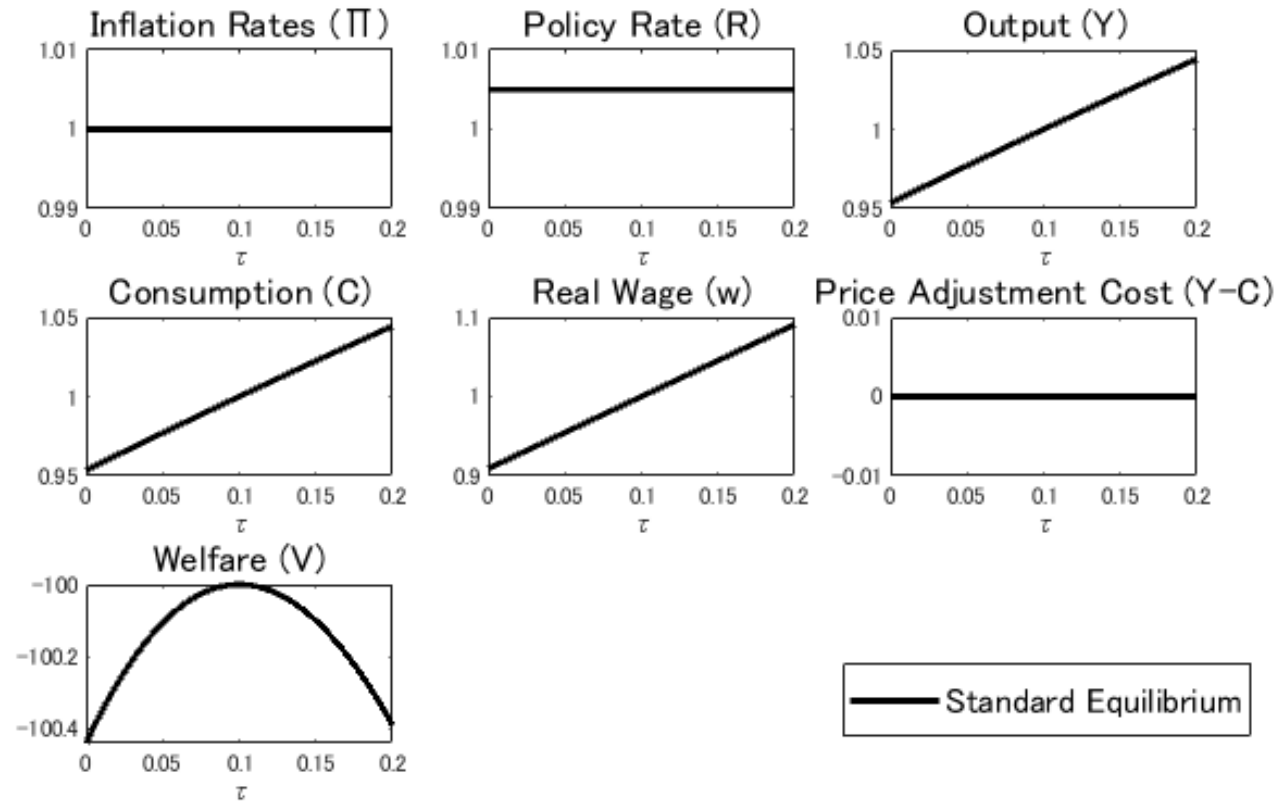 Inflation Rates (Π)
1.01
1
0.99
0 0.05 0.1 0.15 0.2
τ
Policy Rate (R)
1.01
1
0.99
0 0.05 0.1 0.15 0.2
τ
Output (Y)
1.05
1
0.95
0 0.05 0.1 0.15 0.2
τ
Consumption (C)
1.05
1
0.95
0 0.05 0.1 0.15 0.2
τ
Real Wage (w)
1.1
1
0.9
0 0.05 0.1 0.15 0.2
τ
Price Adjustment Cost (Y-C)
0.01
0
-0.01
0 0.05 0.1 0.15 0.2
τ
Welfare (V)
-100
-100.2
-100.4
0 0.05 0.1 0.15 0.2
τ
Standard Equilibrium